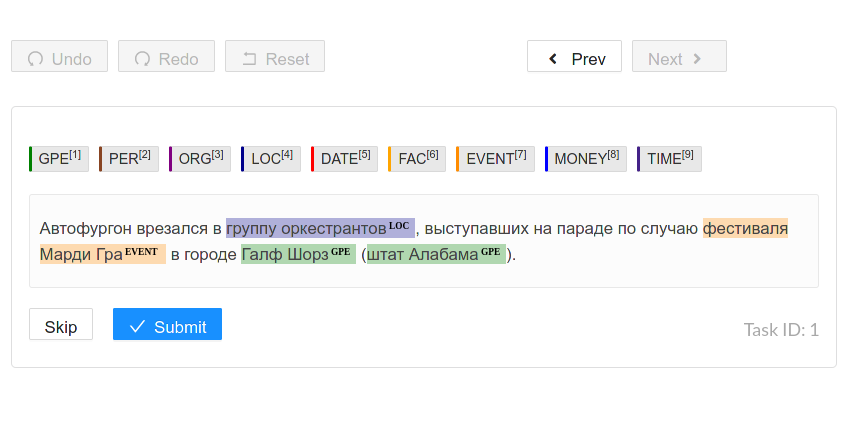 Undo Redo Reset Prev Next
GPE[1] PER[2] ORG[3] LOC[4] DATE[5] FAC[6] EVENT[7] MONEY[8] TIME[9]
Автофургон врезался в группу оркестрантов LOC , выступавших на параде по случаю фестиваля
Марди Гра EVENT в городе Галф Шорз GPE (штат Алабама GPE ).
Skip Submit Task ID: 1